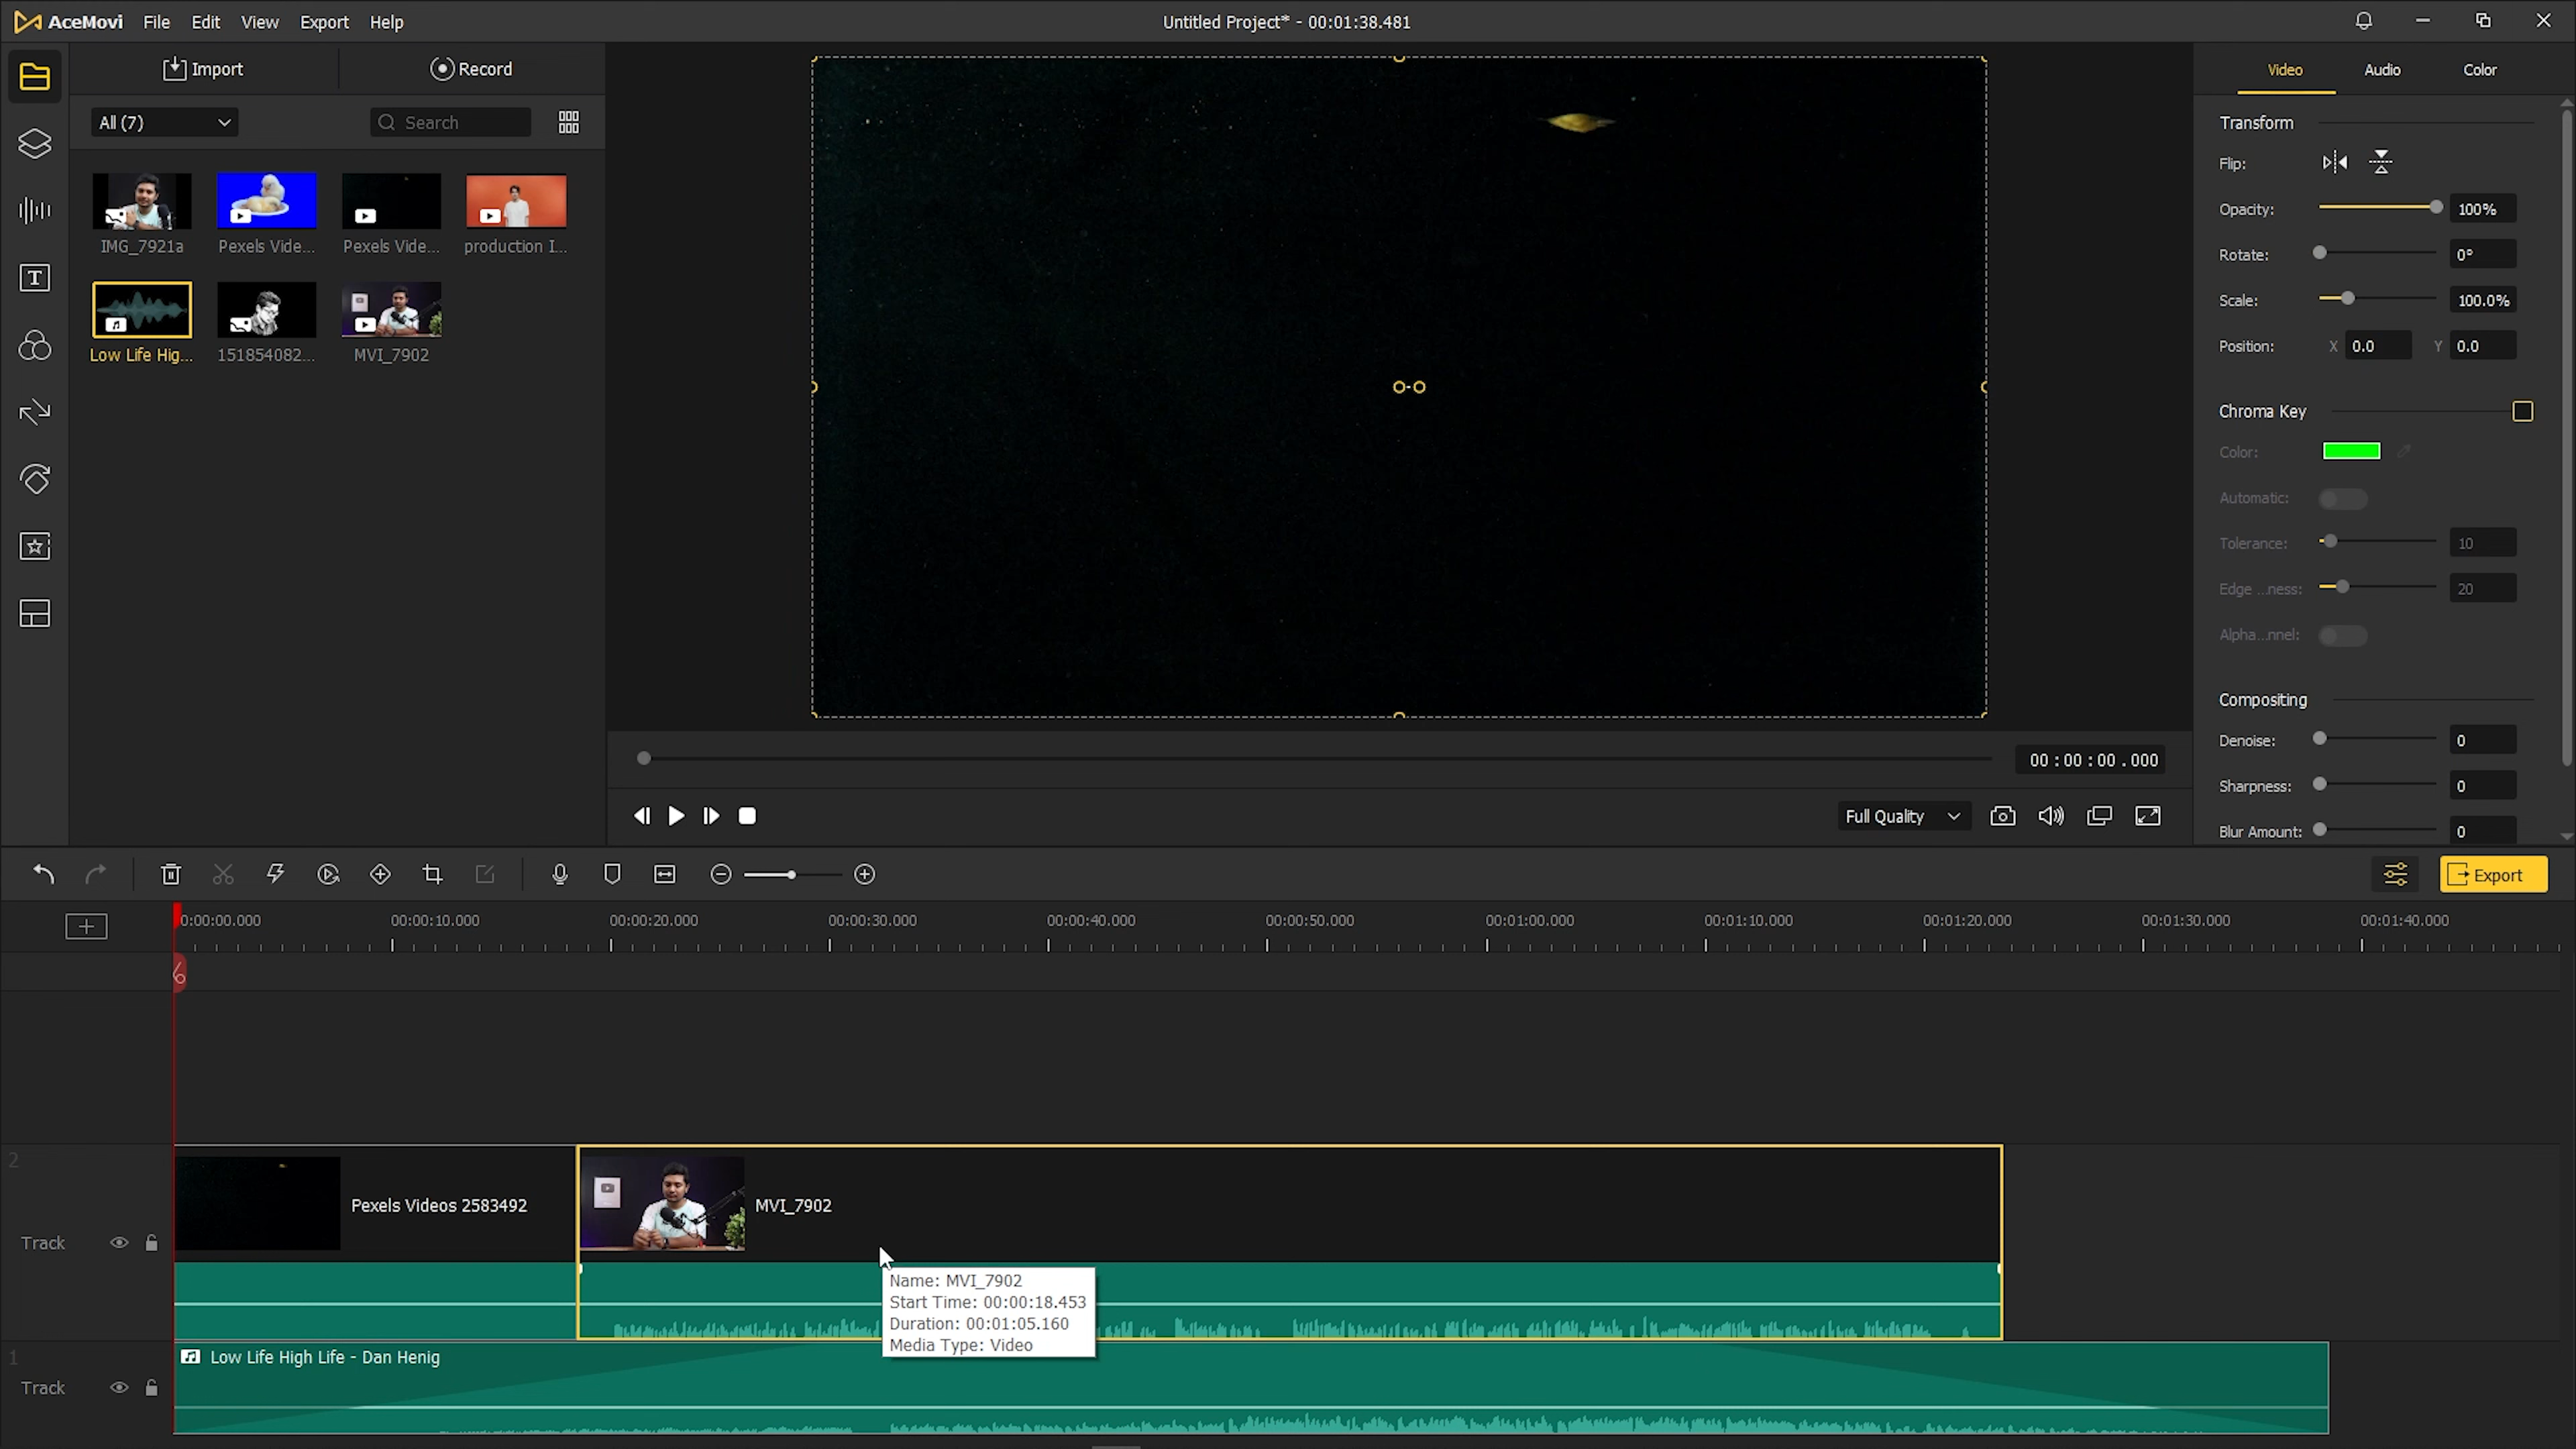 AceMovi File Edit View Export Help
Untitled Project* - 00:01:38.481
Import
Record
All (7)
Search
IMG_7921a
Pexels Vide...
Pexels Vide...
production I...
Low Life Hig...
151854082...
MVI_7902
Video Audio Color
Transform
Flip:
Opacity: 100%
Rotate: 0°
Scale: 100.0%
Position: X 0.0 Y 0.0
Chroma Key
Color:
Automatic:
Tolerance: 10
Edge ...ness: 20
Alpha...nnel:
Compositing
Denoise: 0
Sharpness: 0
Blur Amount: 0
00:00:00.000
Full Quality
Export
0:00:00.000 00:00:10.000 00:00:20.000 00:00:30.000 00:00:40.000 00:00:50.000 00:01:00.000 00:01:10.000 00:01:20.000 00:01:30.000 00:01:40.000
2
Track
Pexels Videos 2583492
MVI_7902
Name: MVI_7902
Start Time: 00:00:18.453
Duration: 00:01:05.160
Media Type: Video
1
Track
Low Life High Life - Dan Henig